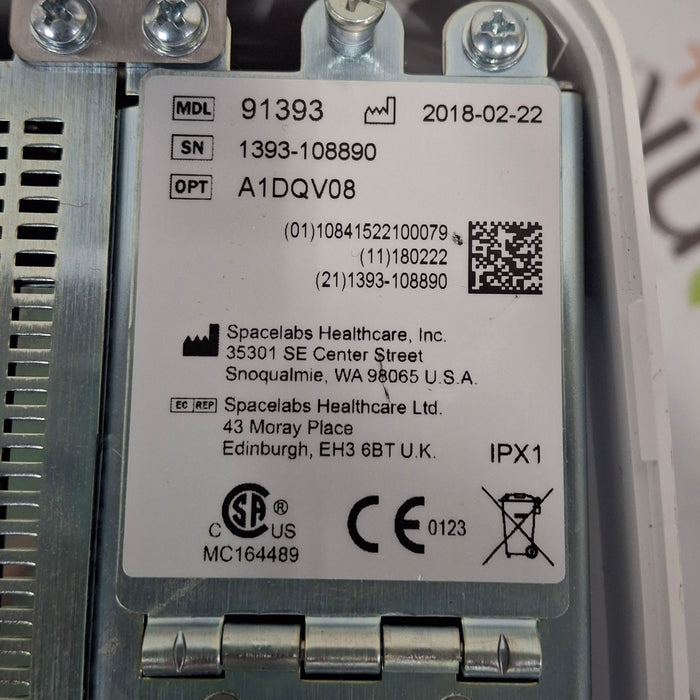 MDL 91393 2018-02-22
SN 1393-108890
OPT A1DQV08
(01)10841522100079
(11)180222
(21)1393-108890
Spacelabs Healthcare, Inc.
35301 SE Center Street
Snoqualmie, WA 98065 U.S.A.
EC REP Spacelabs Healthcare Ltd.
43 Moray Place
Edinburgh, EH3 6BT U.K.
IPX1
C SA ® US
MC164489
CE 0123